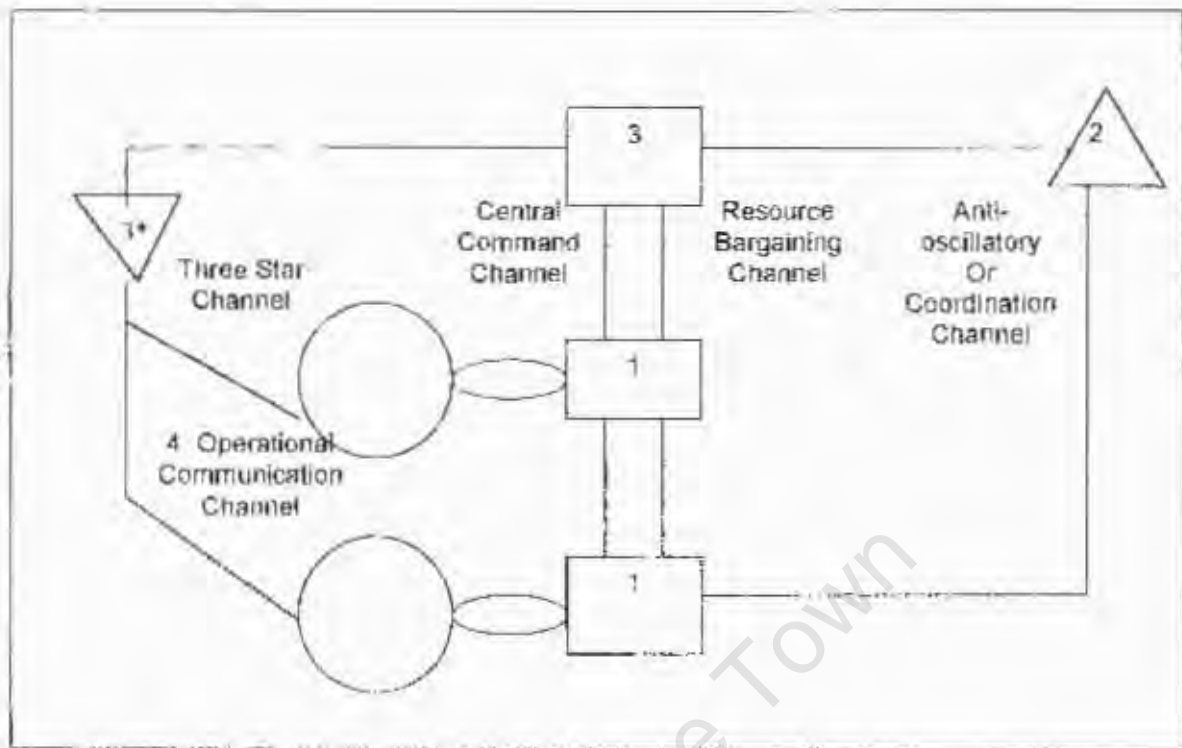 3
2
3*
Central
Command
Channel
Resource
Bargaining
Channel
Anti-
oscillatory
Or
Coordination
Channel
Three Star
Channel
1
4 Operational
Communication
Channel
1
e Town